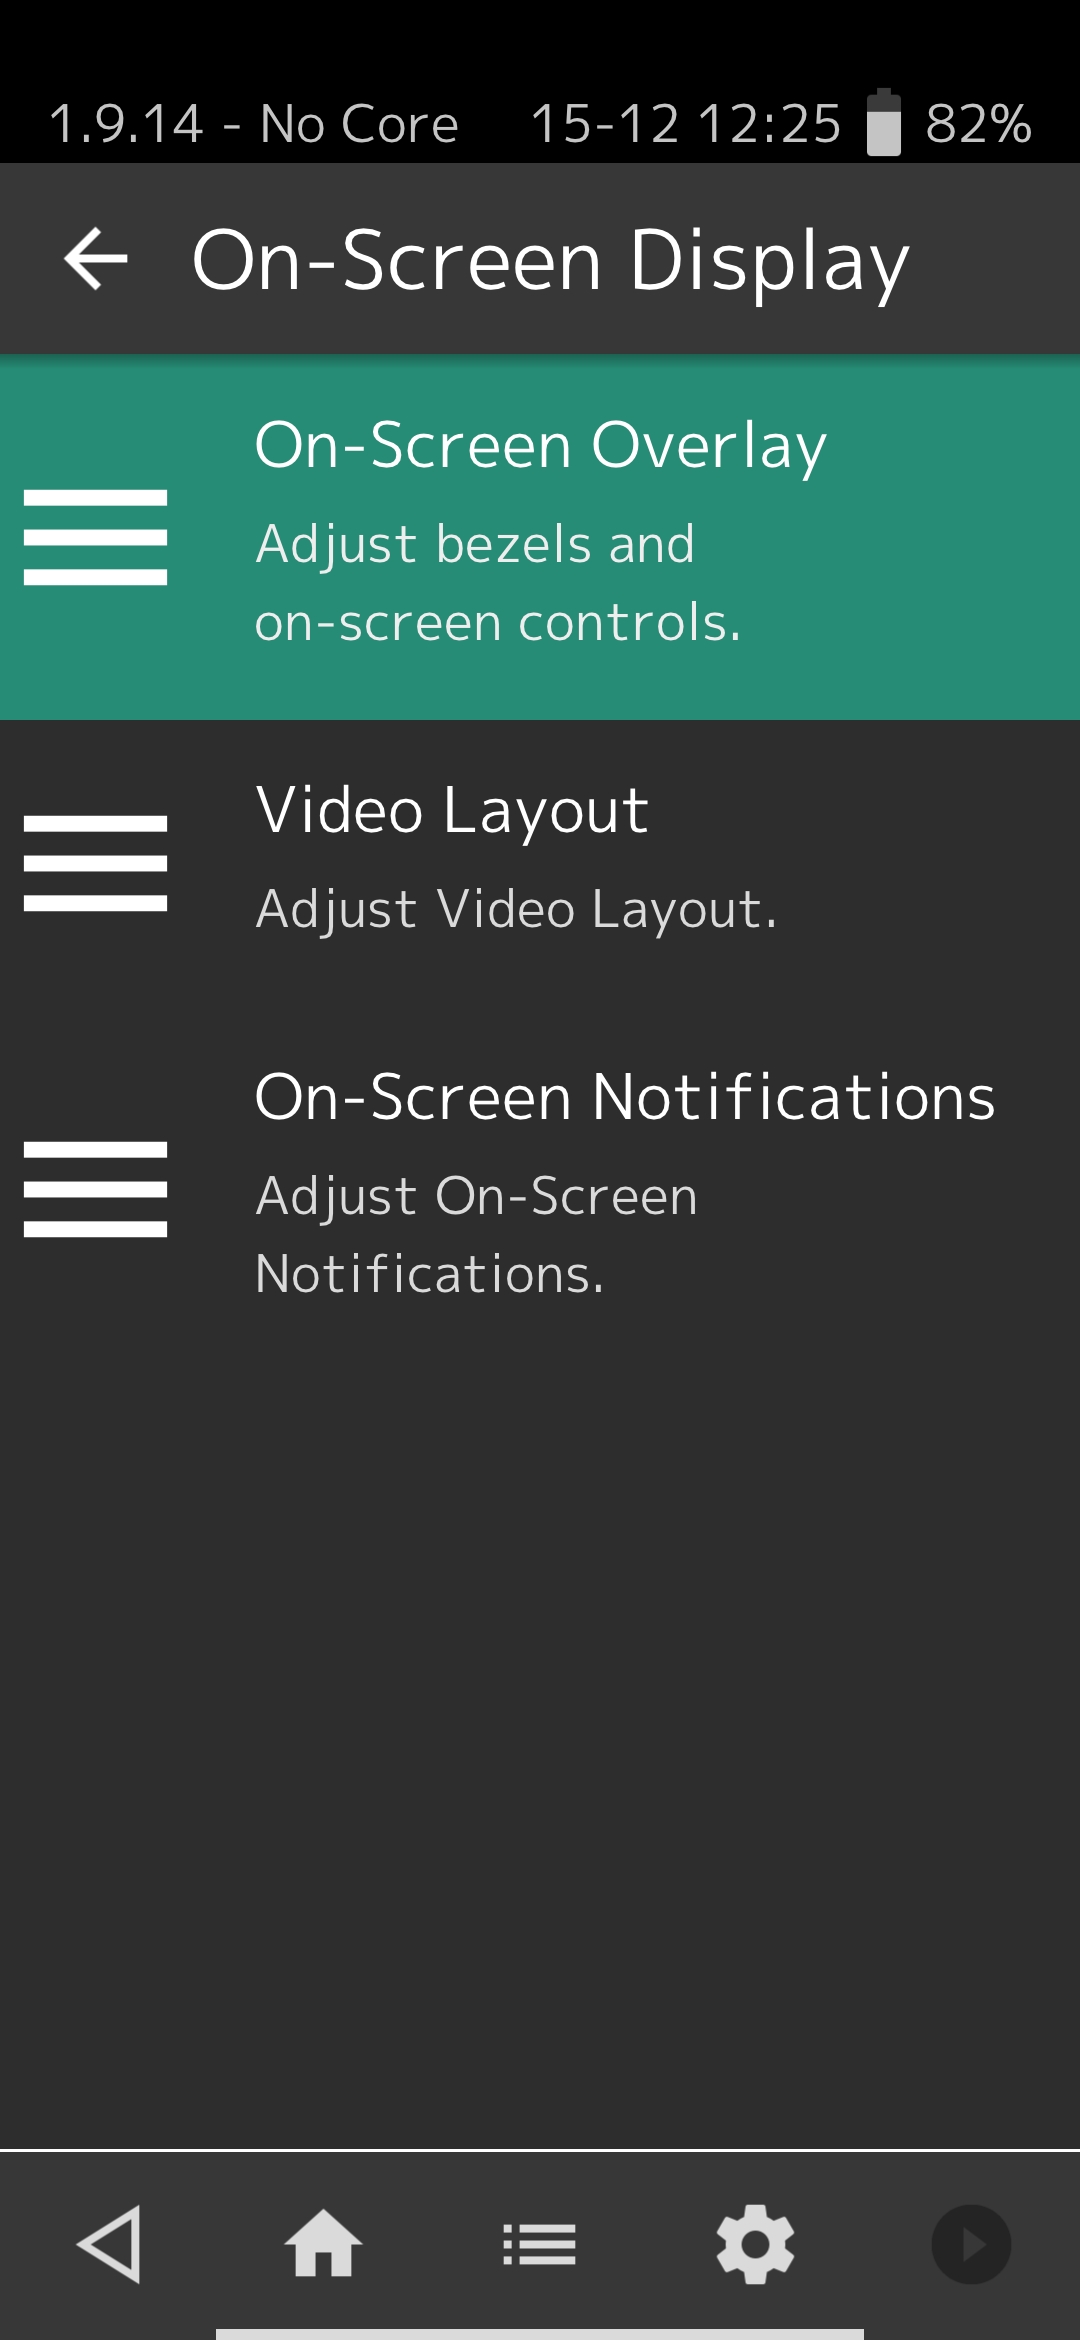 1.9.14 - No Core 15-12 12:25 82%
On-Screen Display
On-Screen Overlay
Adjust bezels and
on-screen controls.
Video Layout
Adjust Video Layout.
On-Screen Notifications
Adjust On-Screen
Notifications.